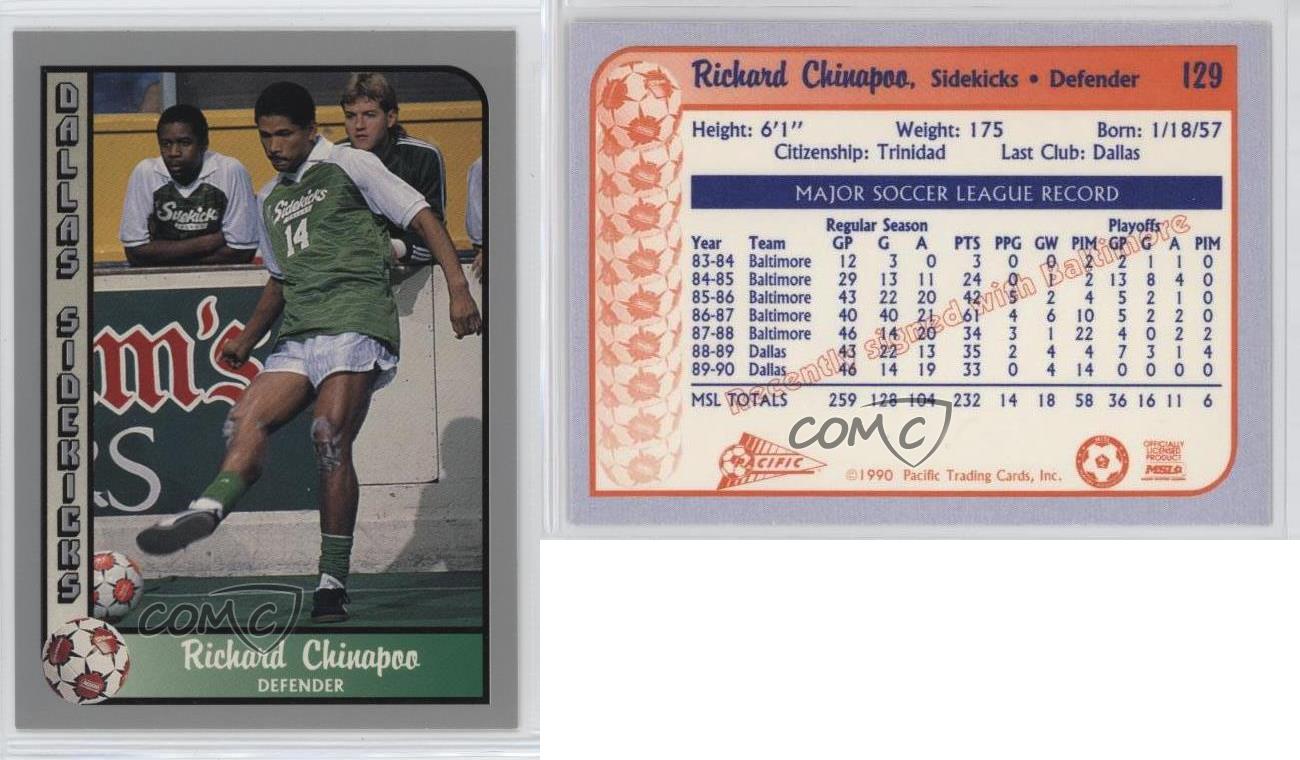 DALLAS SIDEKICKS
Sidekicks
Sidekicks
14
m's
RS
COMC
Richard Chinapoo
DEFENDER
Richard Chinapoo, Sidekicks • Defender 129
Height: 6'1" Weight: 175 Born: 1/18/57
Citizenship: Trinidad Last Club: Dallas
MAJOR SOCCER LEAGUE RECORD
Regular Season Playoffs
Year Team GP G A PTS PPG GW PIM GP G A PIM
83-84 Baltimore 12 3 0 3 0 0 2 2 1 1 0
84-85 Baltimore 29 13 11 24 0 1 2 13 8 4 0
85-86 Baltimore 43 22 20 42 5 2 4 5 2 1 0
86-87 Baltimore 40 40 21 61 4 6 10 5 2 2 0
87-88 Baltimore 46 14 20 34 3 1 22 4 0 2 2
88-89 Dallas 43 22 13 35 2 4 4 7 3 1 4
89-90 Dallas 46 14 19 33 0 4 14 0 0 0 0
MSL TOTALS 259 128 104 232 14 18 58 36 16 11 6
Recently signed with Baltimore
COMC
PACIFIC
©1990 Pacific Trading Cards, Inc.
OFFICIALLY
LICENSED
PRODUCT
MSL